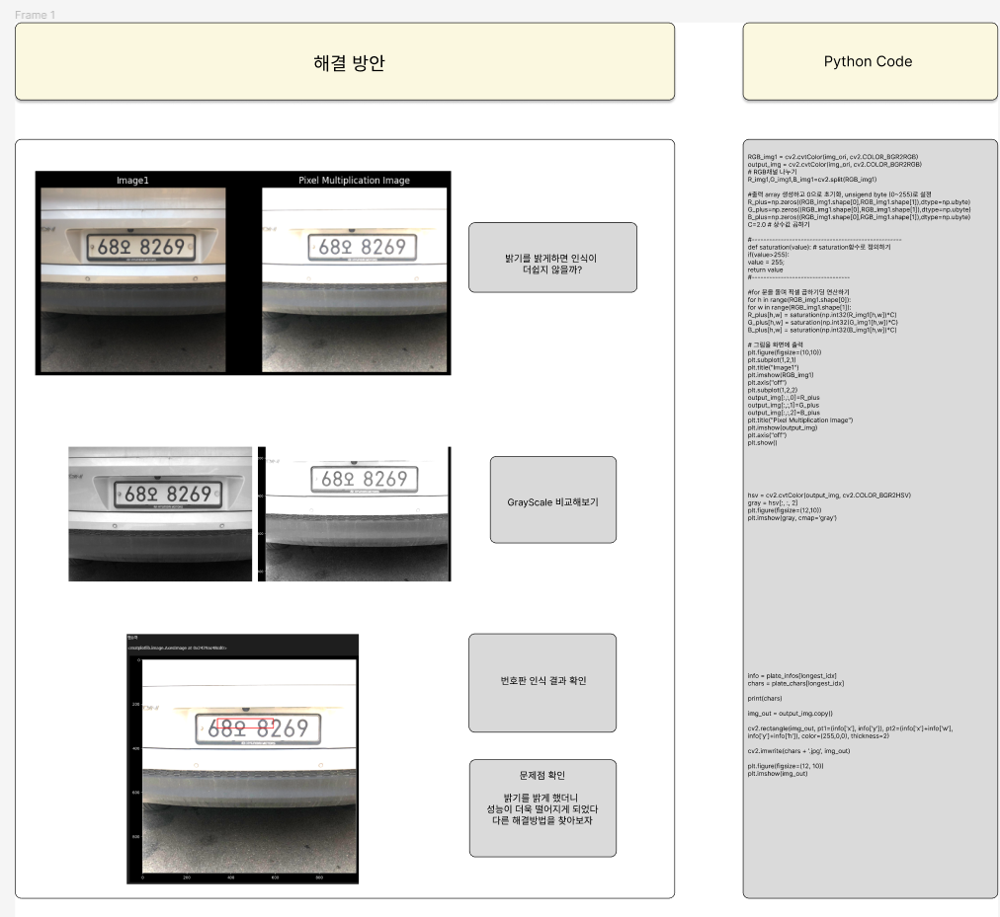 Frame 1
해결 방안
Python Code
Image1
Pixel Multiplication Image
68오 8269
68오 8269
밝기를 밝게하면 인식이
더쉽지 않을까?
68오 8269
68오 8269
GrayScale 비교해보기
<matplotlib.image.AxesImage at
0
200
400
600
800
68오 8269
0
200
400
600
800
번호판 인식 결과 확인
문제점 확인
밝기를 밝게 했더니
성능이 더욱 떨어지게 되었다
다른 해결방법을 찾아보자
RGB_img1 = cv2.cvtColor(img_ori, cv2.COLOR_BGR2RGB)
output_img = cv2.cvtColor(img_ori, cv2.COLOR_BGR2RGB)
# RGB채널 나누기
R_img1,G_img1,B_img1=cv2.split(RGB_img1)
#출력 array 생성하고 0으로 초기화, unsigend byte (0~255)로 설정
R_plus=np.zeros((RGB_img1.shape[0],RGB_img1.shape[1]),dtype=np.ubyte)
G_plus=np.zeros((RGB_img1.shape[0],RGB_img1.shape[1]),dtype=np.ubyte)
B_plus=np.zeros((RGB_img1.shape[0],RGB_img1.shape[1]),dtype=np.ubyte)
C=2.0 # 상수값 곱하기
#---------------------------------------------------
def saturation(value): # saturation함수로 정의하기
if(value>255):
value = 255;
return value
#---------------------------------
#for 문을 돌며 픽셀 곱하기딩 연산하기
for h in range(RGB_img1.shape[0]):
for w in range(RGB_img1.shape[1]):
R_plus[h,w] = saturation(np.int32(R_img1[h,w])*C)
G_plus[h,w] = saturation(np.int32(G_img1[h,w])*C)
B_plus[h,w] = saturation(np.int32(B_img1[h,w])*C)
# 그림을 화면에 출력
plt.figure(figsize=(10,10))
plt.subplot(1,2,1)
plt.title("Image1")
plt.imshow(RGB_img1)
plt.axis("off")
plt.subplot(1,2,2)
output_img[:,:,0]=R_plus
output_img[:,:,1]=G_plus
output_img[:,:,2]=B_plus
plt.title("Pixel Multiplication Image")
plt.imshow(output_img)
plt.axis("off")
plt.show()
hsv = cv2.cvtColor(output_img, cv2.COLOR_BGR2HSV)
gray = hsv[:, :, 2]
plt.figure(figsize=(12,10))
plt.imshow(gray, cmap='gray')
info = plate_infos[longest_idx]
chars = plate_chars[longest_idx]
print(chars)
img_out = output_img.copy()
cv2.rectangle(img_out, pt1=(info['x'], info['y']), pt2=(info['x']+info['w'],
info['y']+info['h']), color=(255,0,0), thickness=2)
cv2.imwrite(chars + '.jpg', img_out)
plt.figure(figsize=(12, 10))
plt.imshow(img_out)